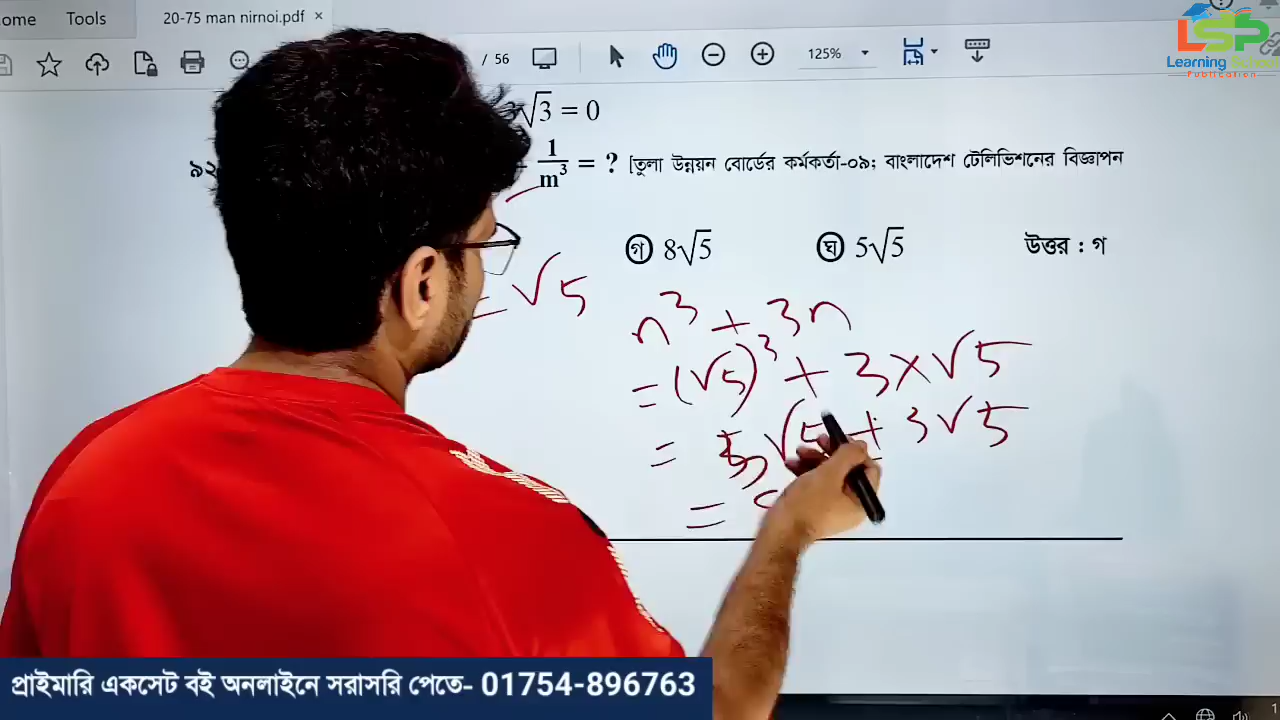 ome Tools 20-75 man nirnoi.pdf ×
/ 56 125%
LSP
Learning School
Publication
3√3 = 0
৯২
1/m³ = ? [তুলা উন্নয়ন বোর্ডের কর্মকর্তা-০৯; বাংলাদেশ টেলিভিশনের বিজ্ঞাপন
গ 8√5 ঘ 5√5 উত্তর : গ
= √5
n³ + 3n
= (√5)³ + 3×√5
= 5√5 + 3√5
=
প্রাইমারি একসেট বই অনলাইনে সরাসরি পেতে- 01754-896763